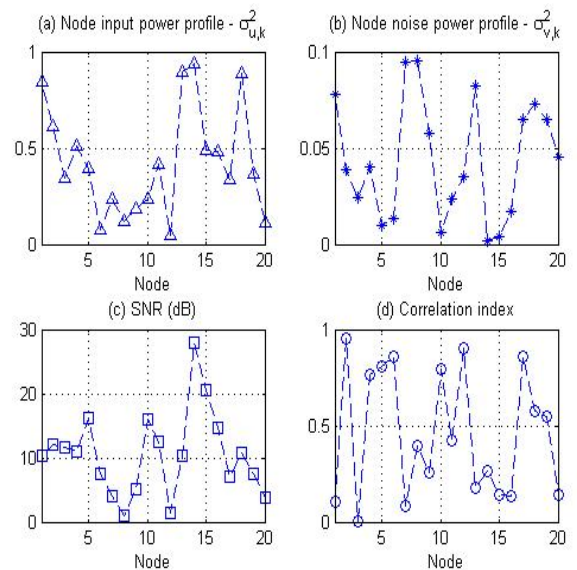 (a) Node input power profile - σ²u,k
1
0.5
0
5 10 15 20
Node
(b) Node noise power profile - σ²v,k
0.1
0.05
0
5 10 15 20
Node
(c) SNR (dB)
30
20
10
0
5 10 15 20
Node
(d) Correlation index
1
0.5
0
5 10 15 20
Node